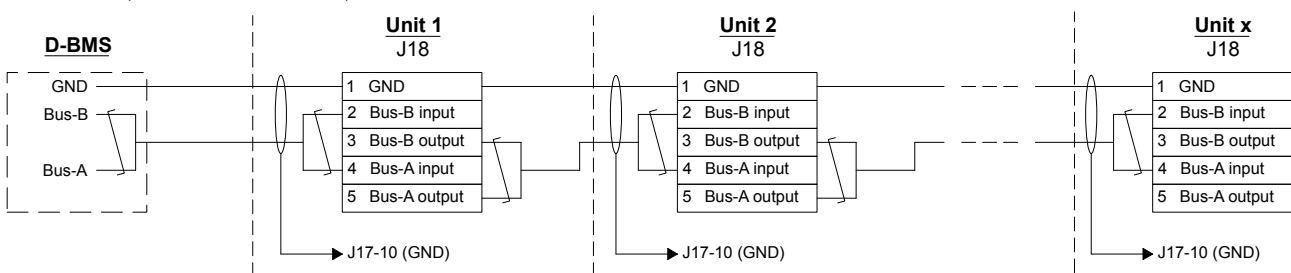 D-BMS
GND
Bus-B
Bus-A
Unit 1
J18
1 GND
2 Bus-B input
3 Bus-B output
4 Bus-A input
5 Bus-A output
J17-10 (GND)
Unit 2
J18
1 GND
2 Bus-B input
3 Bus-B output
4 Bus-A input
5 Bus-A output
J17-10 (GND)
Unit x
J18
1 GND
2 Bus-B input
3 Bus-B output
4 Bus-A input
5 Bus-A output
J17-10 (GND)